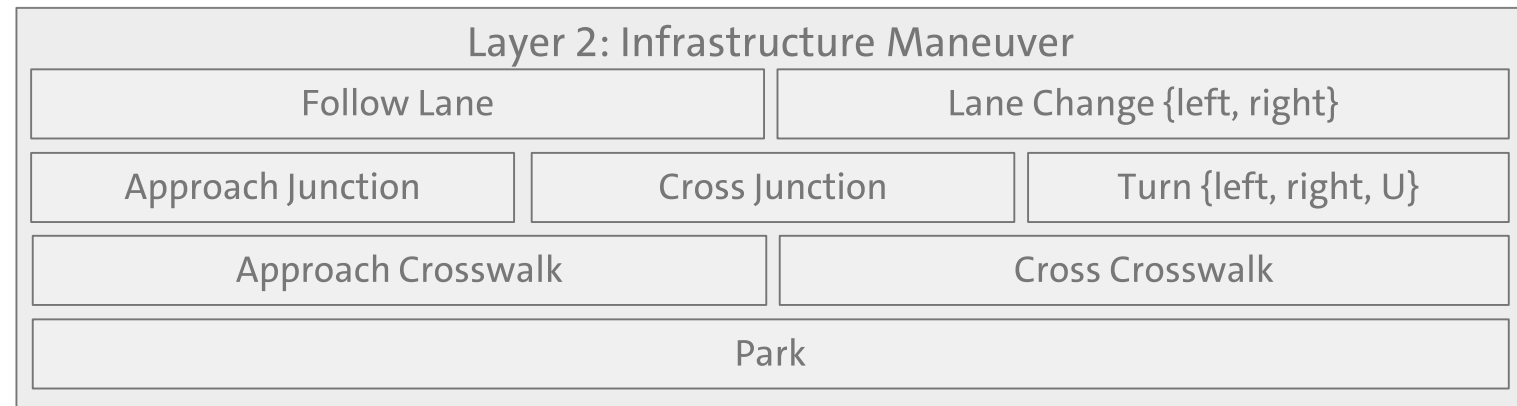 Layer 2: Infrastructure Maneuver
Follow Lane
Lane Change {left, right}
Approach Junction
Cross Junction
Turn {left, right, U}
Approach Crosswalk
Cross Crosswalk
Park